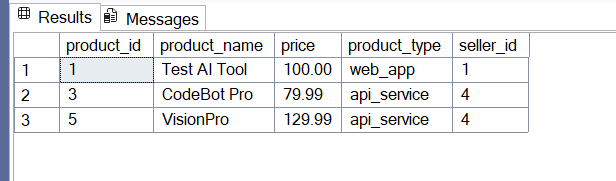 Results Messages
product_id product_name price product_type seller_id
1 1 Test AI Tool 100.00 web_app 1
2 3 CodeBot Pro 79.99 api_service 4
3 5 VisionPro 129.99 api_service 4